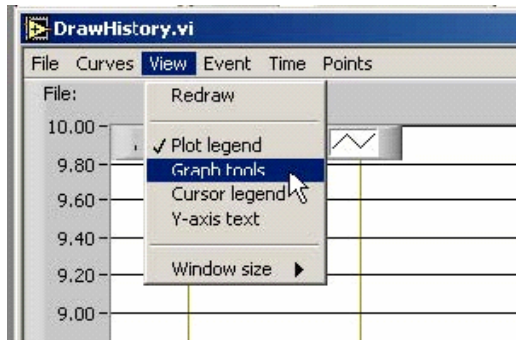 DrawHistory.vi
File Curves View Event Time Points
File:
Redraw
10.00
✓ Plot legend
9.80
Graph tools
9.60
Cursor legend
Y-axis text
9.40
9.20
Window size ▶
9.00